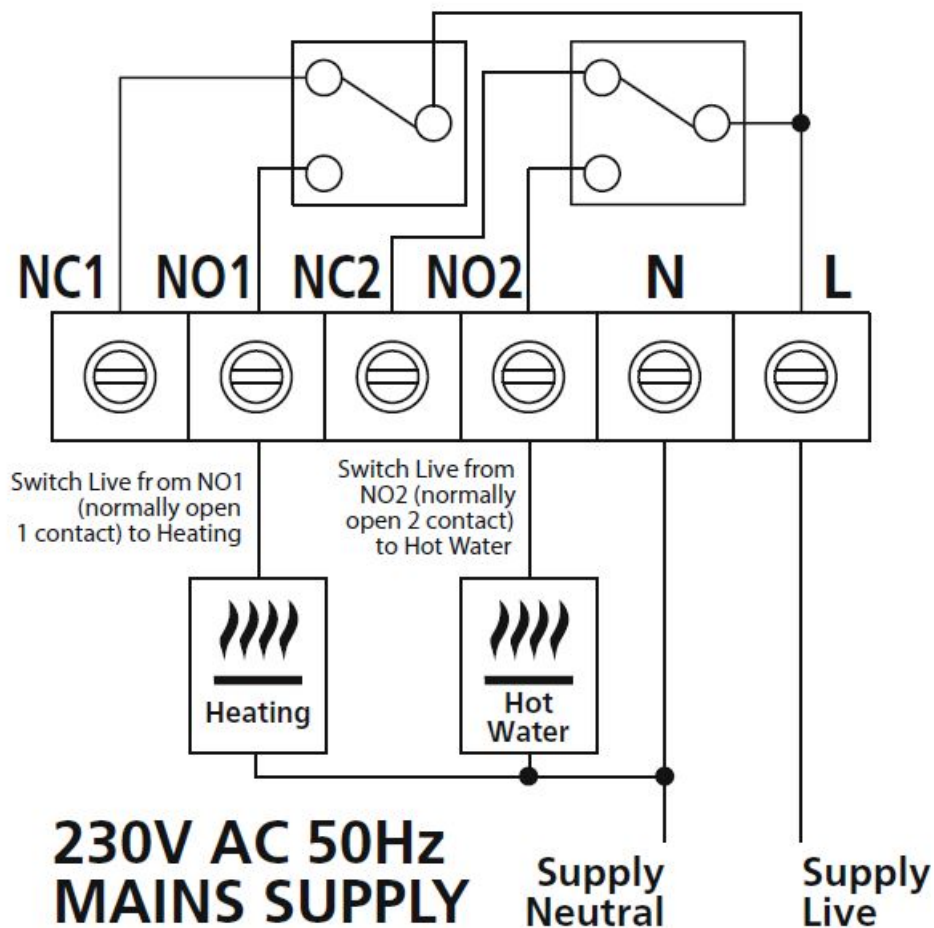 NC1 NO1 NC2 NO2 N L
Switch Live from NO1
(normally open
1 contact) to Heating
Switch Live from
NO2 (normally
open 2 contact)
to Hot Water
Heating
Hot
Water
230V AC 50Hz
MAINS SUPPLY
Supply
Neutral
Supply
Live